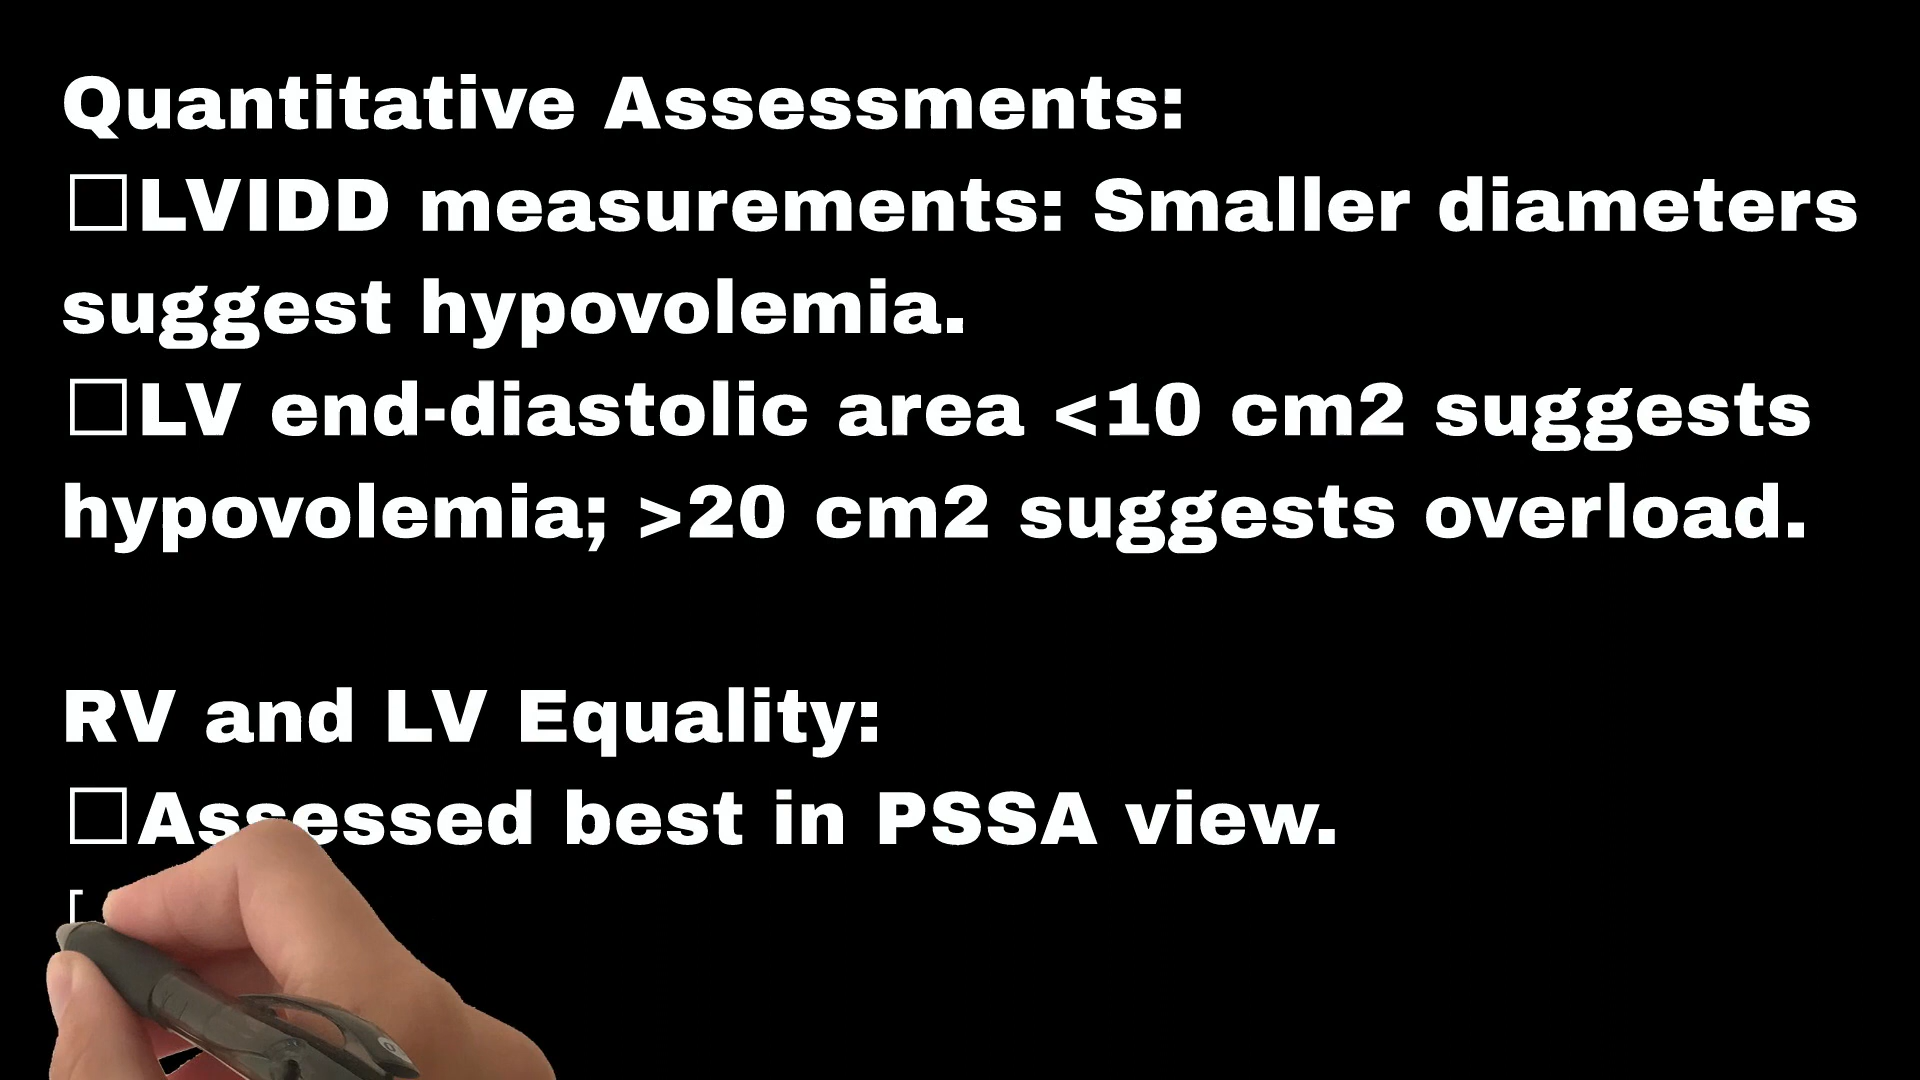 Quantitative Assessments:
☐LVIDD measurements: Smaller diameters
suggest hypovolemia.
☐LV end-diastolic area <10 cm2 suggests
hypovolemia; >20 cm2 suggests overload.
RV and LV Equality:
☐Assessed best in PSSA view.